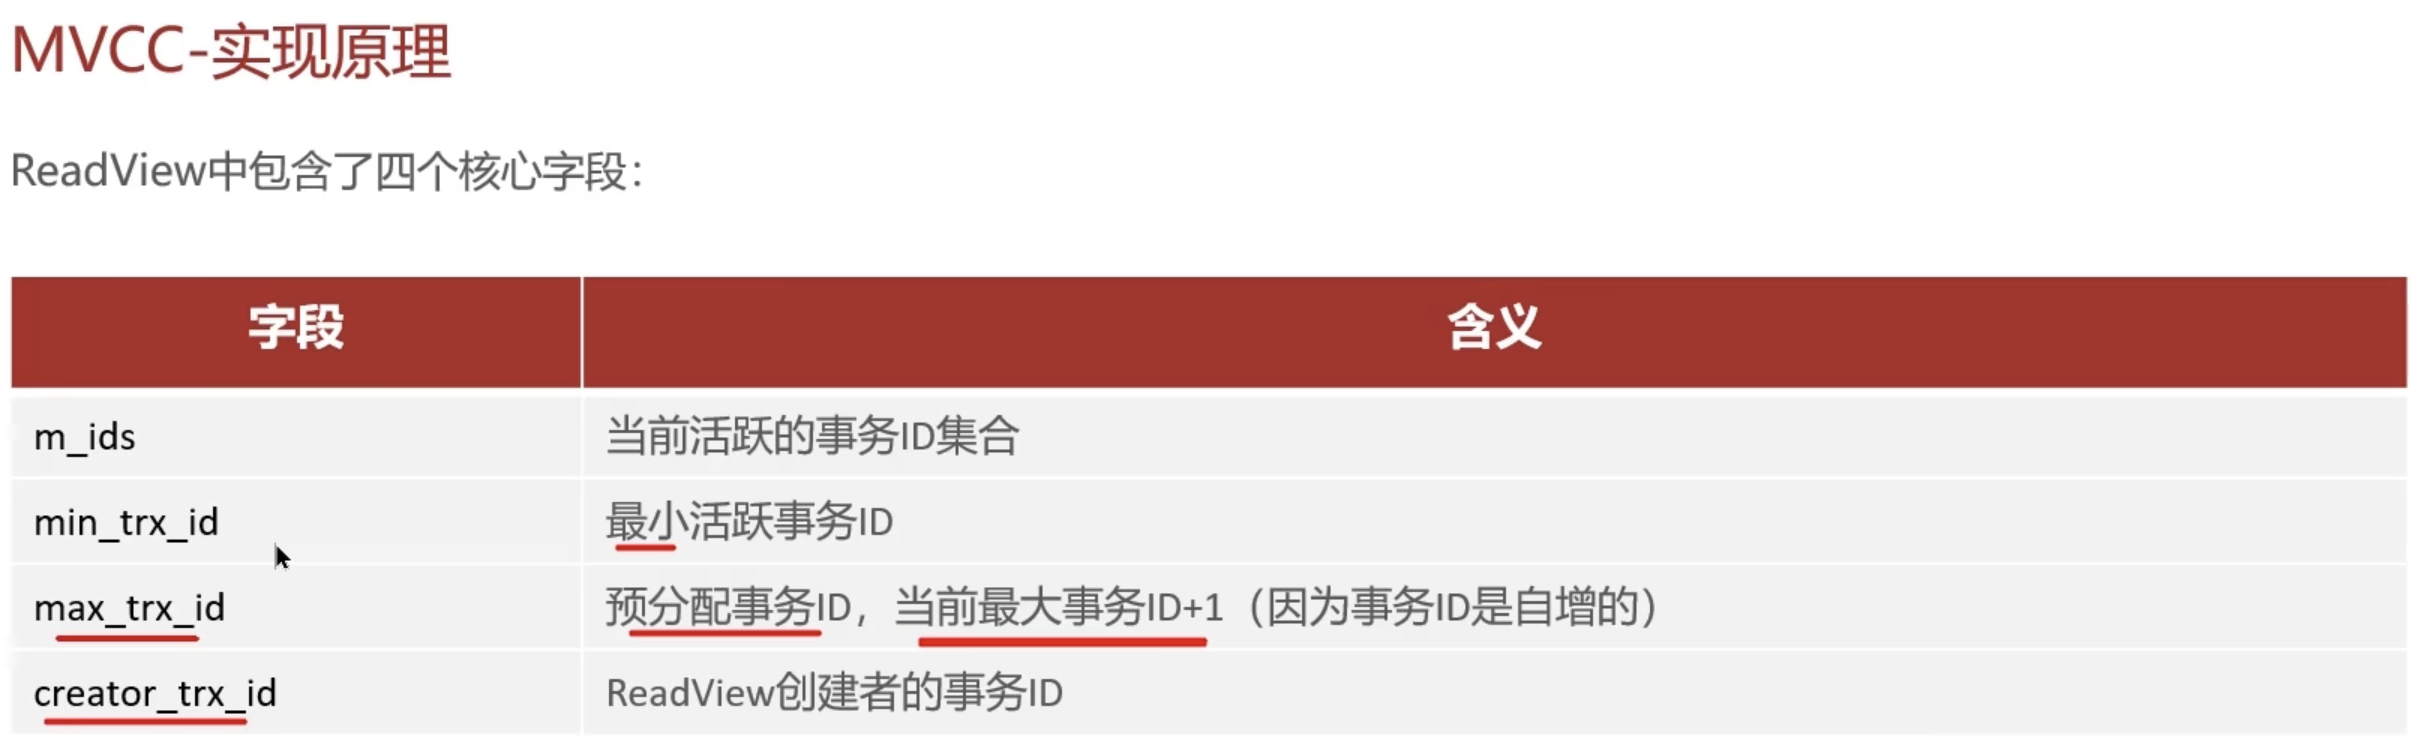 MVCC-实现原理
ReadView中包含了四个核心字段：
字段 含义
m_ids 当前活跃的事务ID集合
min_trx_id 最小活跃事务ID
max_trx_id 预分配事务ID，当前最大事务ID+1（因为事务ID是自增的）
creator_trx_id ReadView创建者的事务ID